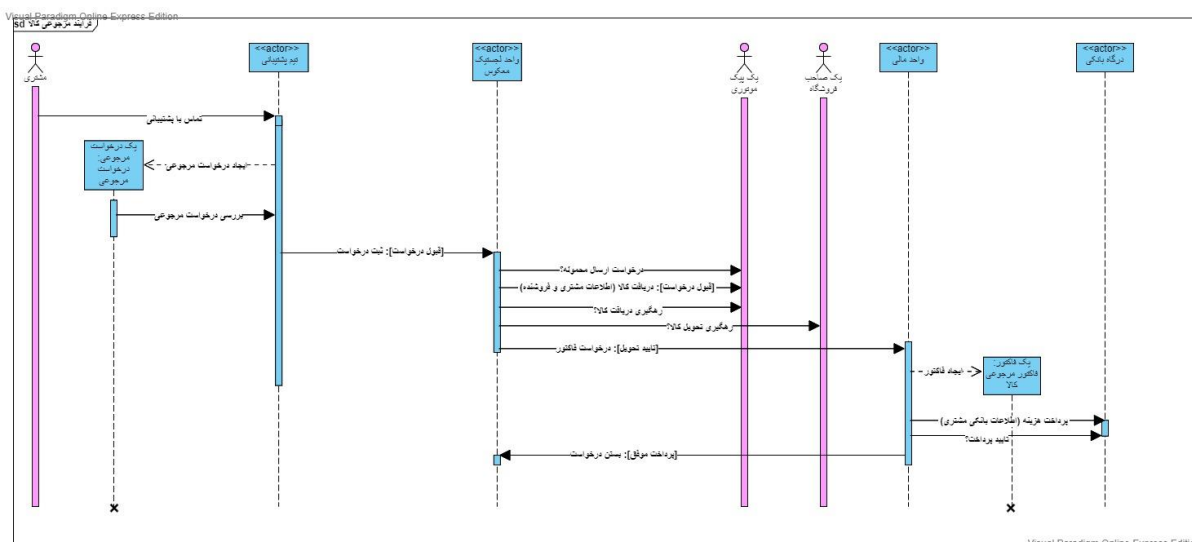 Visual Paradigm Online Express Edition
sd فرایند مرجوعی کالا
مشتری
<<actor>>
تیم پشتیبانی
<<actor>>
واحد لجستیک
معکوس
یک پیک
موتوری
یک صاحب
فروشگاه
<<actor>>
واحد مالی
<<actor>>
درگاه بانکی
تماس با پشتیبانی
یک درخواست
مرجوعی:
درخواست
مرجوعی
ایجاد درخواست مرجوعی
بررسی درخواست مرجوعی
[قبول درخواست]: ثبت درخواست
درخواست ارسال محموله؟
[قبول درخواست]: دریافت کالا (اطلاعات مشتری و فروشنده)
رهگیری دریافت کالا؟
رهگیری تحویل کالا؟
[تایید تحویل]: درخواست فاکتور
ایجاد فاکتور
یک فاکتور:
فاکتور مرجوعی
کالا
پرداخت هزینه (اطلاعات بانکی مشتری)
تایید پرداخت؟
[پرداخت موفق]: بستن درخواست
Visual Paradigm Online Express Edition